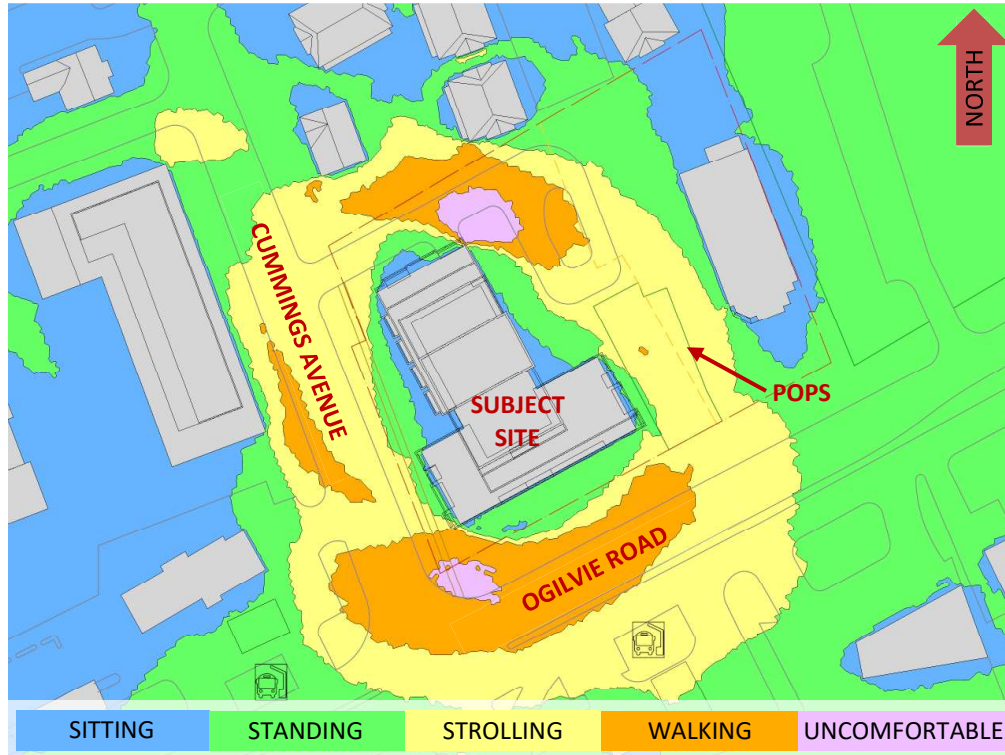 NORTH
CUMMINGS AVENUE
SUBJECT
SITE
POPS
OGILVIE ROAD
SITTING
STANDING
STROLLING
WALKING
UNCOMFORTABLE